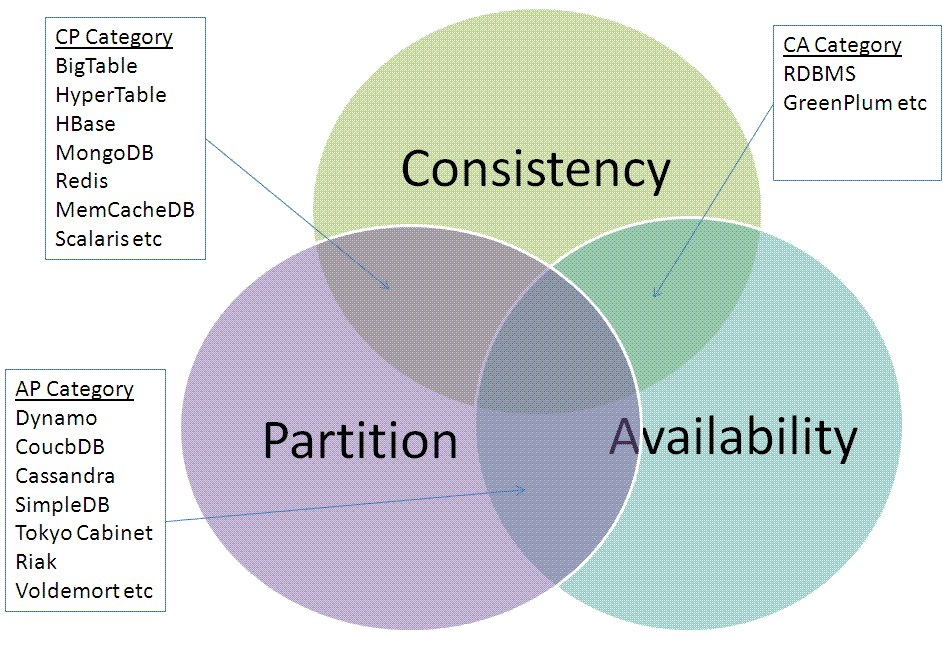 CP Category
BigTable
HyperTable
HBase
MongoDB
Redis
MemCacheDB
Scalaris etc
CA Category
RDBMS
GreenPlum etc
Consistency
AP Category
Dynamo
CoucbDB
Cassandra
SimpleDB
Tokyo Cabinet
Riak
Voldemort etc
Partition
Availability